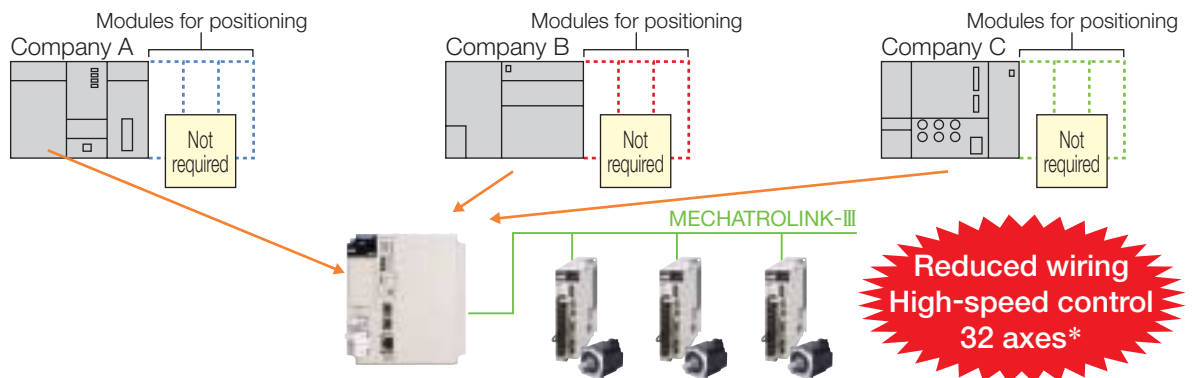 Modules for positioning
Company A
Not
required
Modules for positioning
Company B
Not
required
Modules for positioning
Company C
Not
required
MECHATROLINK-Ⅲ
Reduced wiring
High-speed control
32 axes*